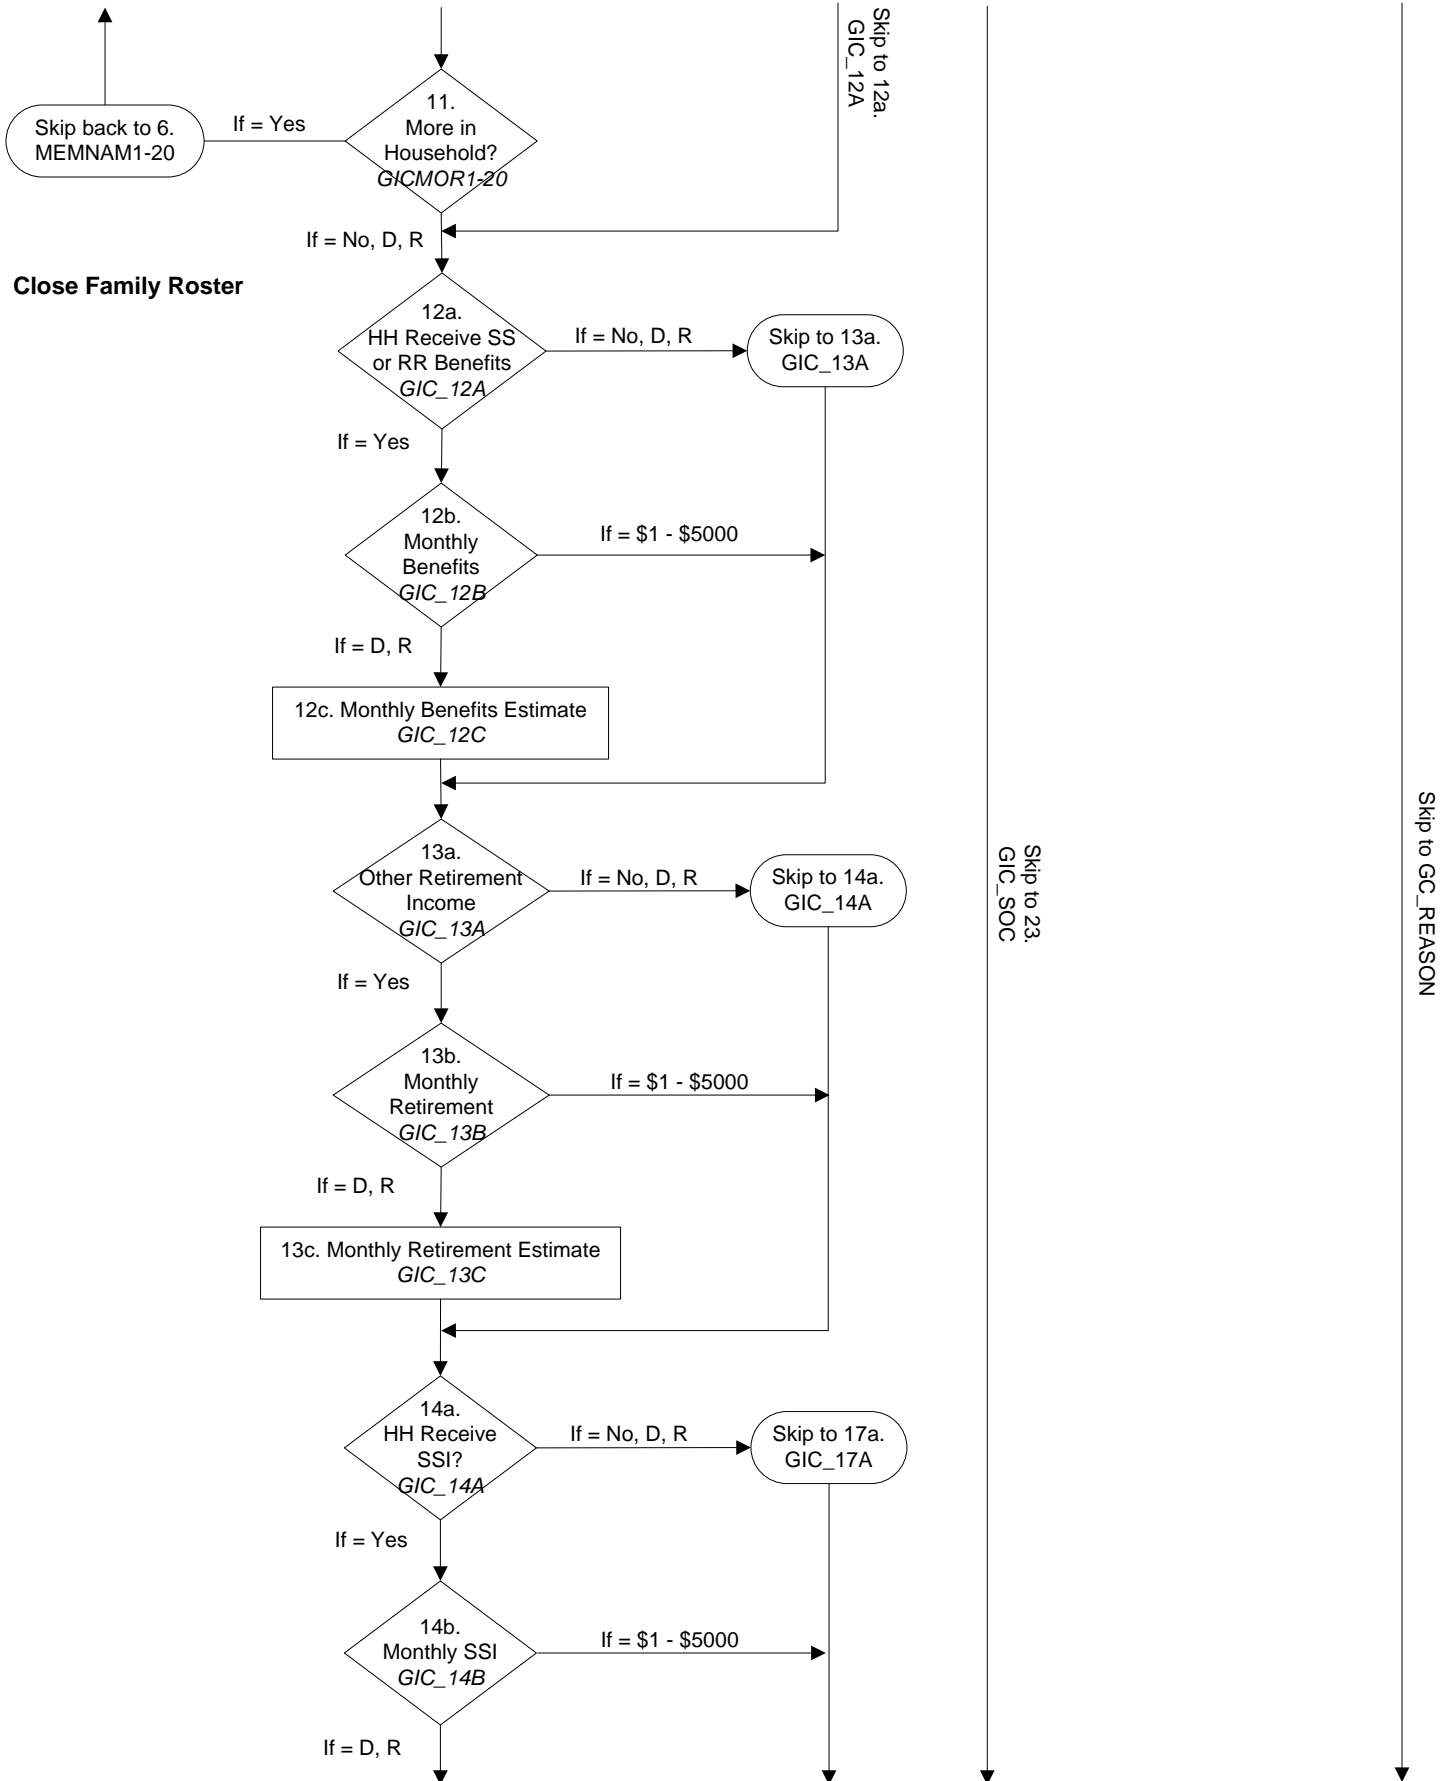 Skip to 12a.
GIC_12A
11.
More in
Household?
GICMOR1-20
If = Yes
Skip back to 6.
MEMNAM1-20
If = No, D, R
Close Family Roster
12a.
HH Receive SS
or RR Benefits
GIC_12A
If = No, D, R
Skip to 13a.
GIC_13A
If = Yes
12b.
Monthly
Benefits
GIC_12B
If = $1 - $5000
If = D, R
12c. Monthly Benefits Estimate
GIC_12C
13a.
Other Retirement
Income
GIC_13A
If = No, D, R
Skip to 14a.
GIC_14A
Skip to 23.
GIC_SOC
Skip to GC_REASON
If = Yes
13b.
Monthly
Retirement
GIC_13B
If = $1 - $5000
If = D, R
13c. Monthly Retirement Estimate
GIC_13C
14a.
HH Receive
SSI?
GIC_14A
If = No, D, R
Skip to 17a.
GIC_17A
If = Yes
14b.
Monthly SSI
GIC_14B
If = $1 - $5000
If = D, R